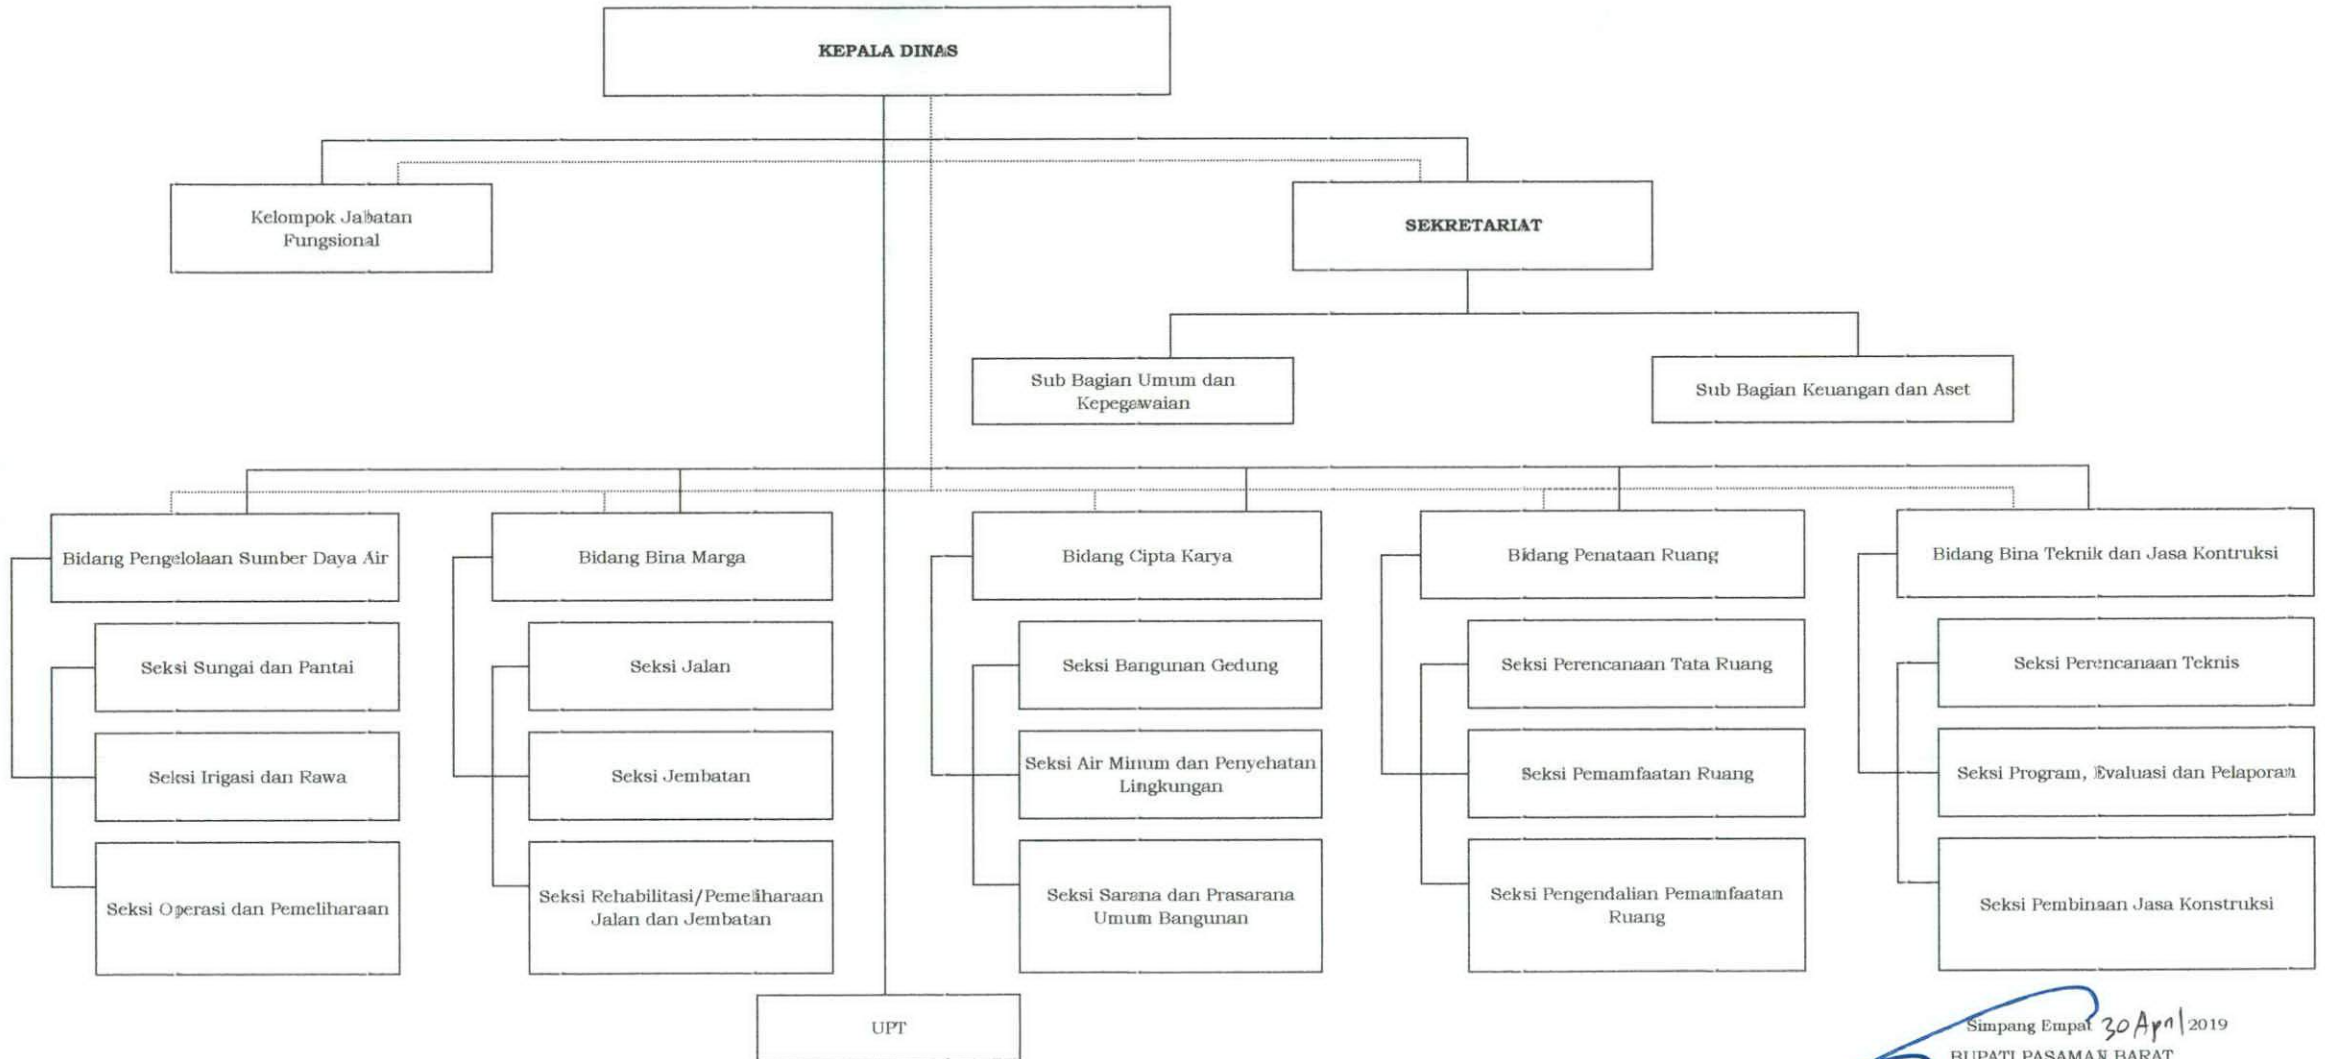 KEPALA DINAS
Kelompok Jabatan
Fungsional
SEKRETARIAT
Sub Bagian Umum dan
Kepegawaian
Sub Bagian Keuangan dan Aset
Bidang Pengelolaan Sumber Daya Air
Bidang Bina Marga
Bidang Cipta Karya
Bidang Penataan Ruang
Bidang Bina Teknik dan Jasa Kontruksi
Seksi Sungai dan Pantai
Seksi Jalan
Seksi Bangunan Gedung
Seksi Perencanaan Tata Ruang
Seksi Perencanaan Teknis
Seksi Irigasi dan Rawa
Seksi Jembatan
Seksi Air Minum dan Penyehatan
Lingkungan
Seksi Pemamfaatan Ruang
Seksi Program, Evaluasi dan Pelaporan
Seksi Operasi dan Pemeliharaan
Seksi Rehabilitasi/Pemeliharaan
Jalan dan Jembatan
Seksi Sarana dan Prasarana
Umum Bangunan
Seksi Pengendalian Pemamfaatan
Ruang
Seksi Pembinaan Jasa Konstruksi
UPT
Simpang Empat 30 April 2019
BUPATI PASAMAN BARAT